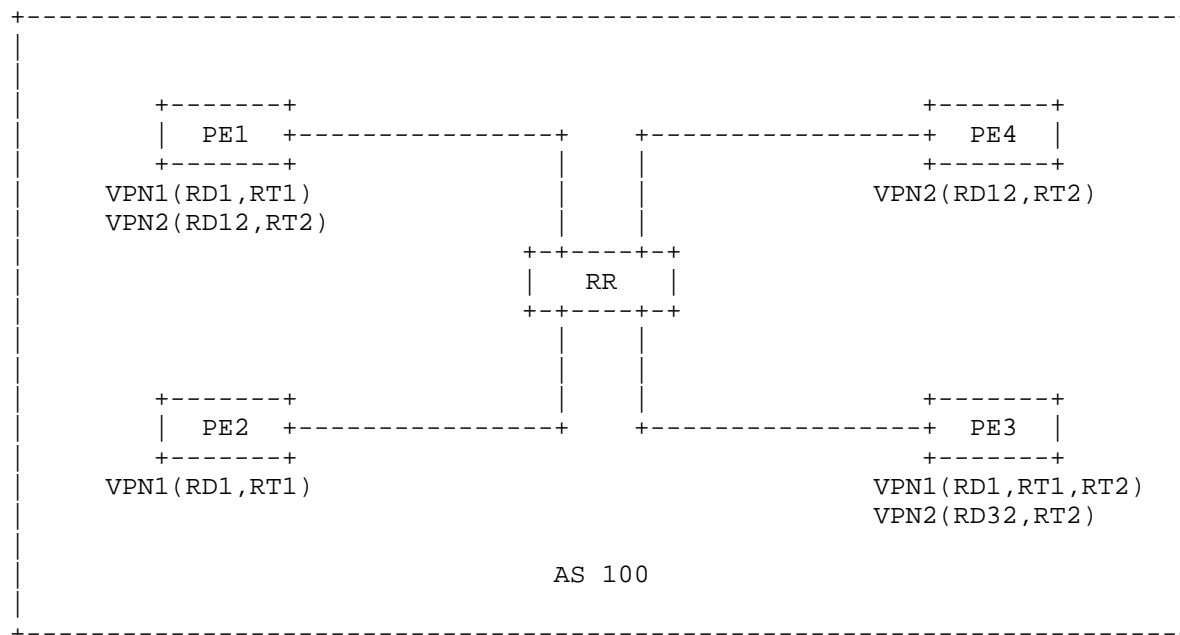 PE1 PE4
VPN1(RD1,RT1) VPN2(RD12,RT2)
VPN2(RD12,RT2)
RR
PE2 PE3
VPN1(RD1,RT1) VPN1(RD1,RT1,RT2)
VPN2(RD32,RT2)
AS 100